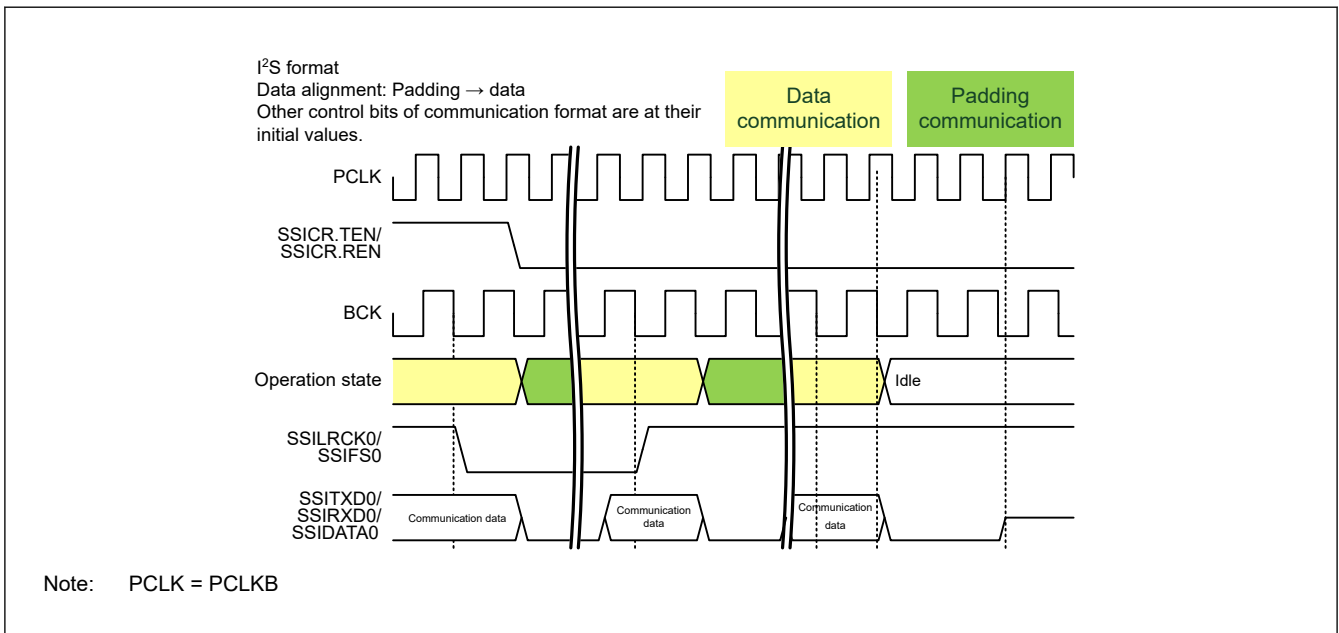 I²S format
Data alignment: Padding → data
Other control bits of communication format are at their
initial values.
Data
communication
Padding
communication
PCLK
SSICR.TEN/
SSICR.REN
BCK
Operation state
Idle
SSILRCK0/
SSIFS0
SSITXD0/
SSIRXD0/
SSIDATA0
Communication data
Communication
data
Communication
data
Note: PCLK = PCLKB